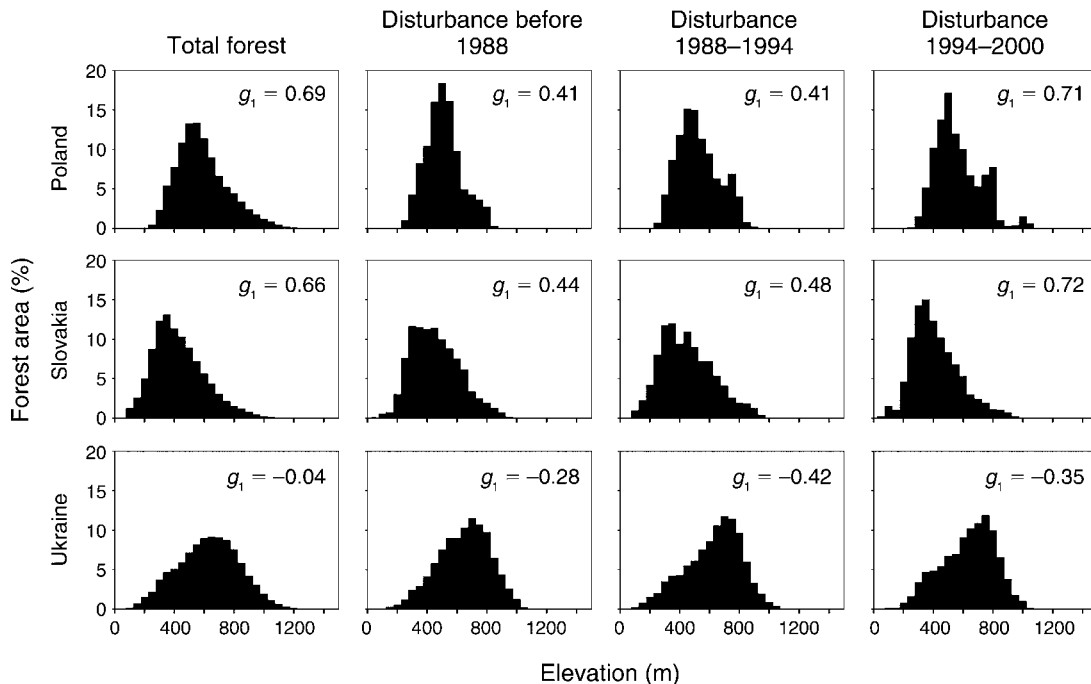 Total forest
Disturbance before
1988
Disturbance
1988–1994
Disturbance
1994–2000
Forest area (%)
Poland
20
15
10
5
0
g1 = 0.69
g1 = 0.41
g1 = 0.41
g1 = 0.71
Slovakia
20
15
10
5
0
g1 = 0.66
g1 = 0.44
g1 = 0.48
g1 = 0.72
Ukraine
20
15
10
5
0
g1 = –0.04
g1 = –0.28
g1 = –0.42
g1 = –0.35
0 400 800 1200
0 400 800 1200
0 400 800 1200
0 400 800 1200
Elevation (m)